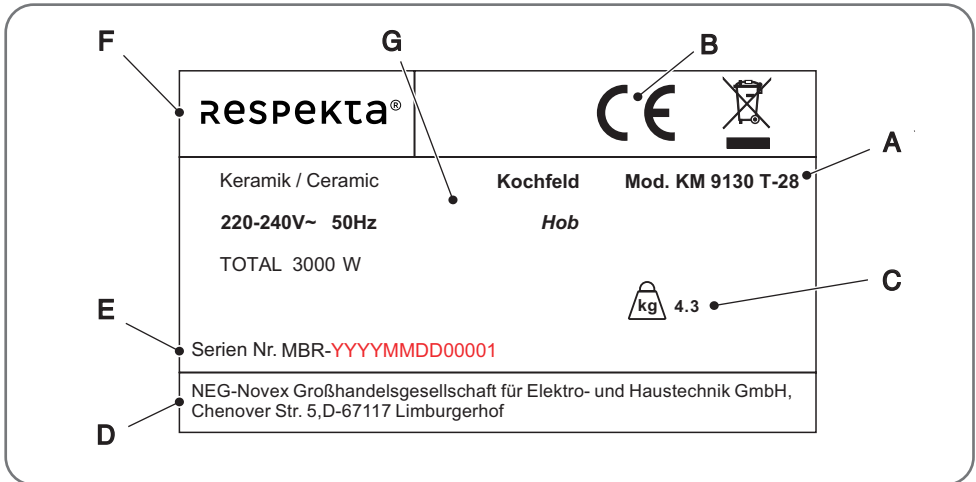 F
G
B
RESPEKTA®
CE
A
Keramik / Ceramic
Kochfeld
Mod. KM 9130 T-28
220-240V~ 50Hz
Hob
TOTAL 3000 W
C
kg 4.3
E
Serien Nr. MBR-YYYYMMDD00001
NEG-Novex Großhandelsgesellschaft für Elektro- und Haustechnik GmbH,
Chenover Str. 5,D-67117 Limburgerhof
D